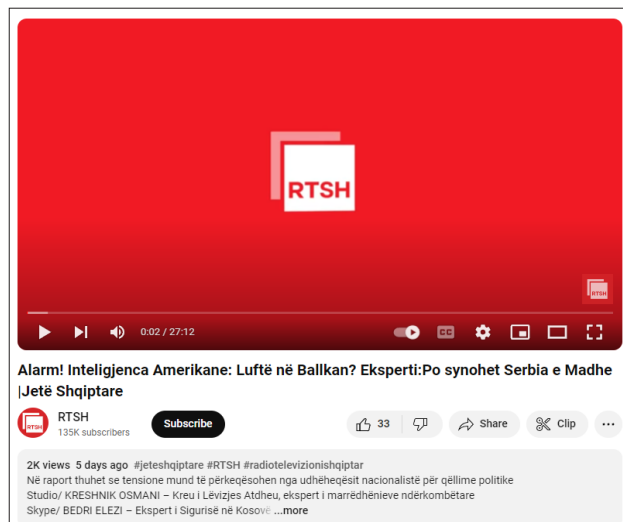 RTSH
RTSH
0:02 / 27:12
CC
Alarm! Inteligjenca Amerikane: Luftë në Ballkan? Eksperti:Po synohet Serbia e Madhe
|Jetë Shqiptare
RTSH
RTSH
135K subscribers
Subscribe
33
Share
Clip
2K views 5 days ago #jeteshqiptare #RTSH #radiotelevizionishqiptar
Në raport thuhet se tensione mund të përkeqësohen nga udhëheqësit nacionalistë për qëllime politike
Studio/ KRESHNIK OSMANI – Kreu i Lëvizjes Atdheu, ekspert i marrëdhënieve ndërkombëtare
Skype/ BEDRI ELEZI – Ekspert i Sigurisë në Kosovë ...more